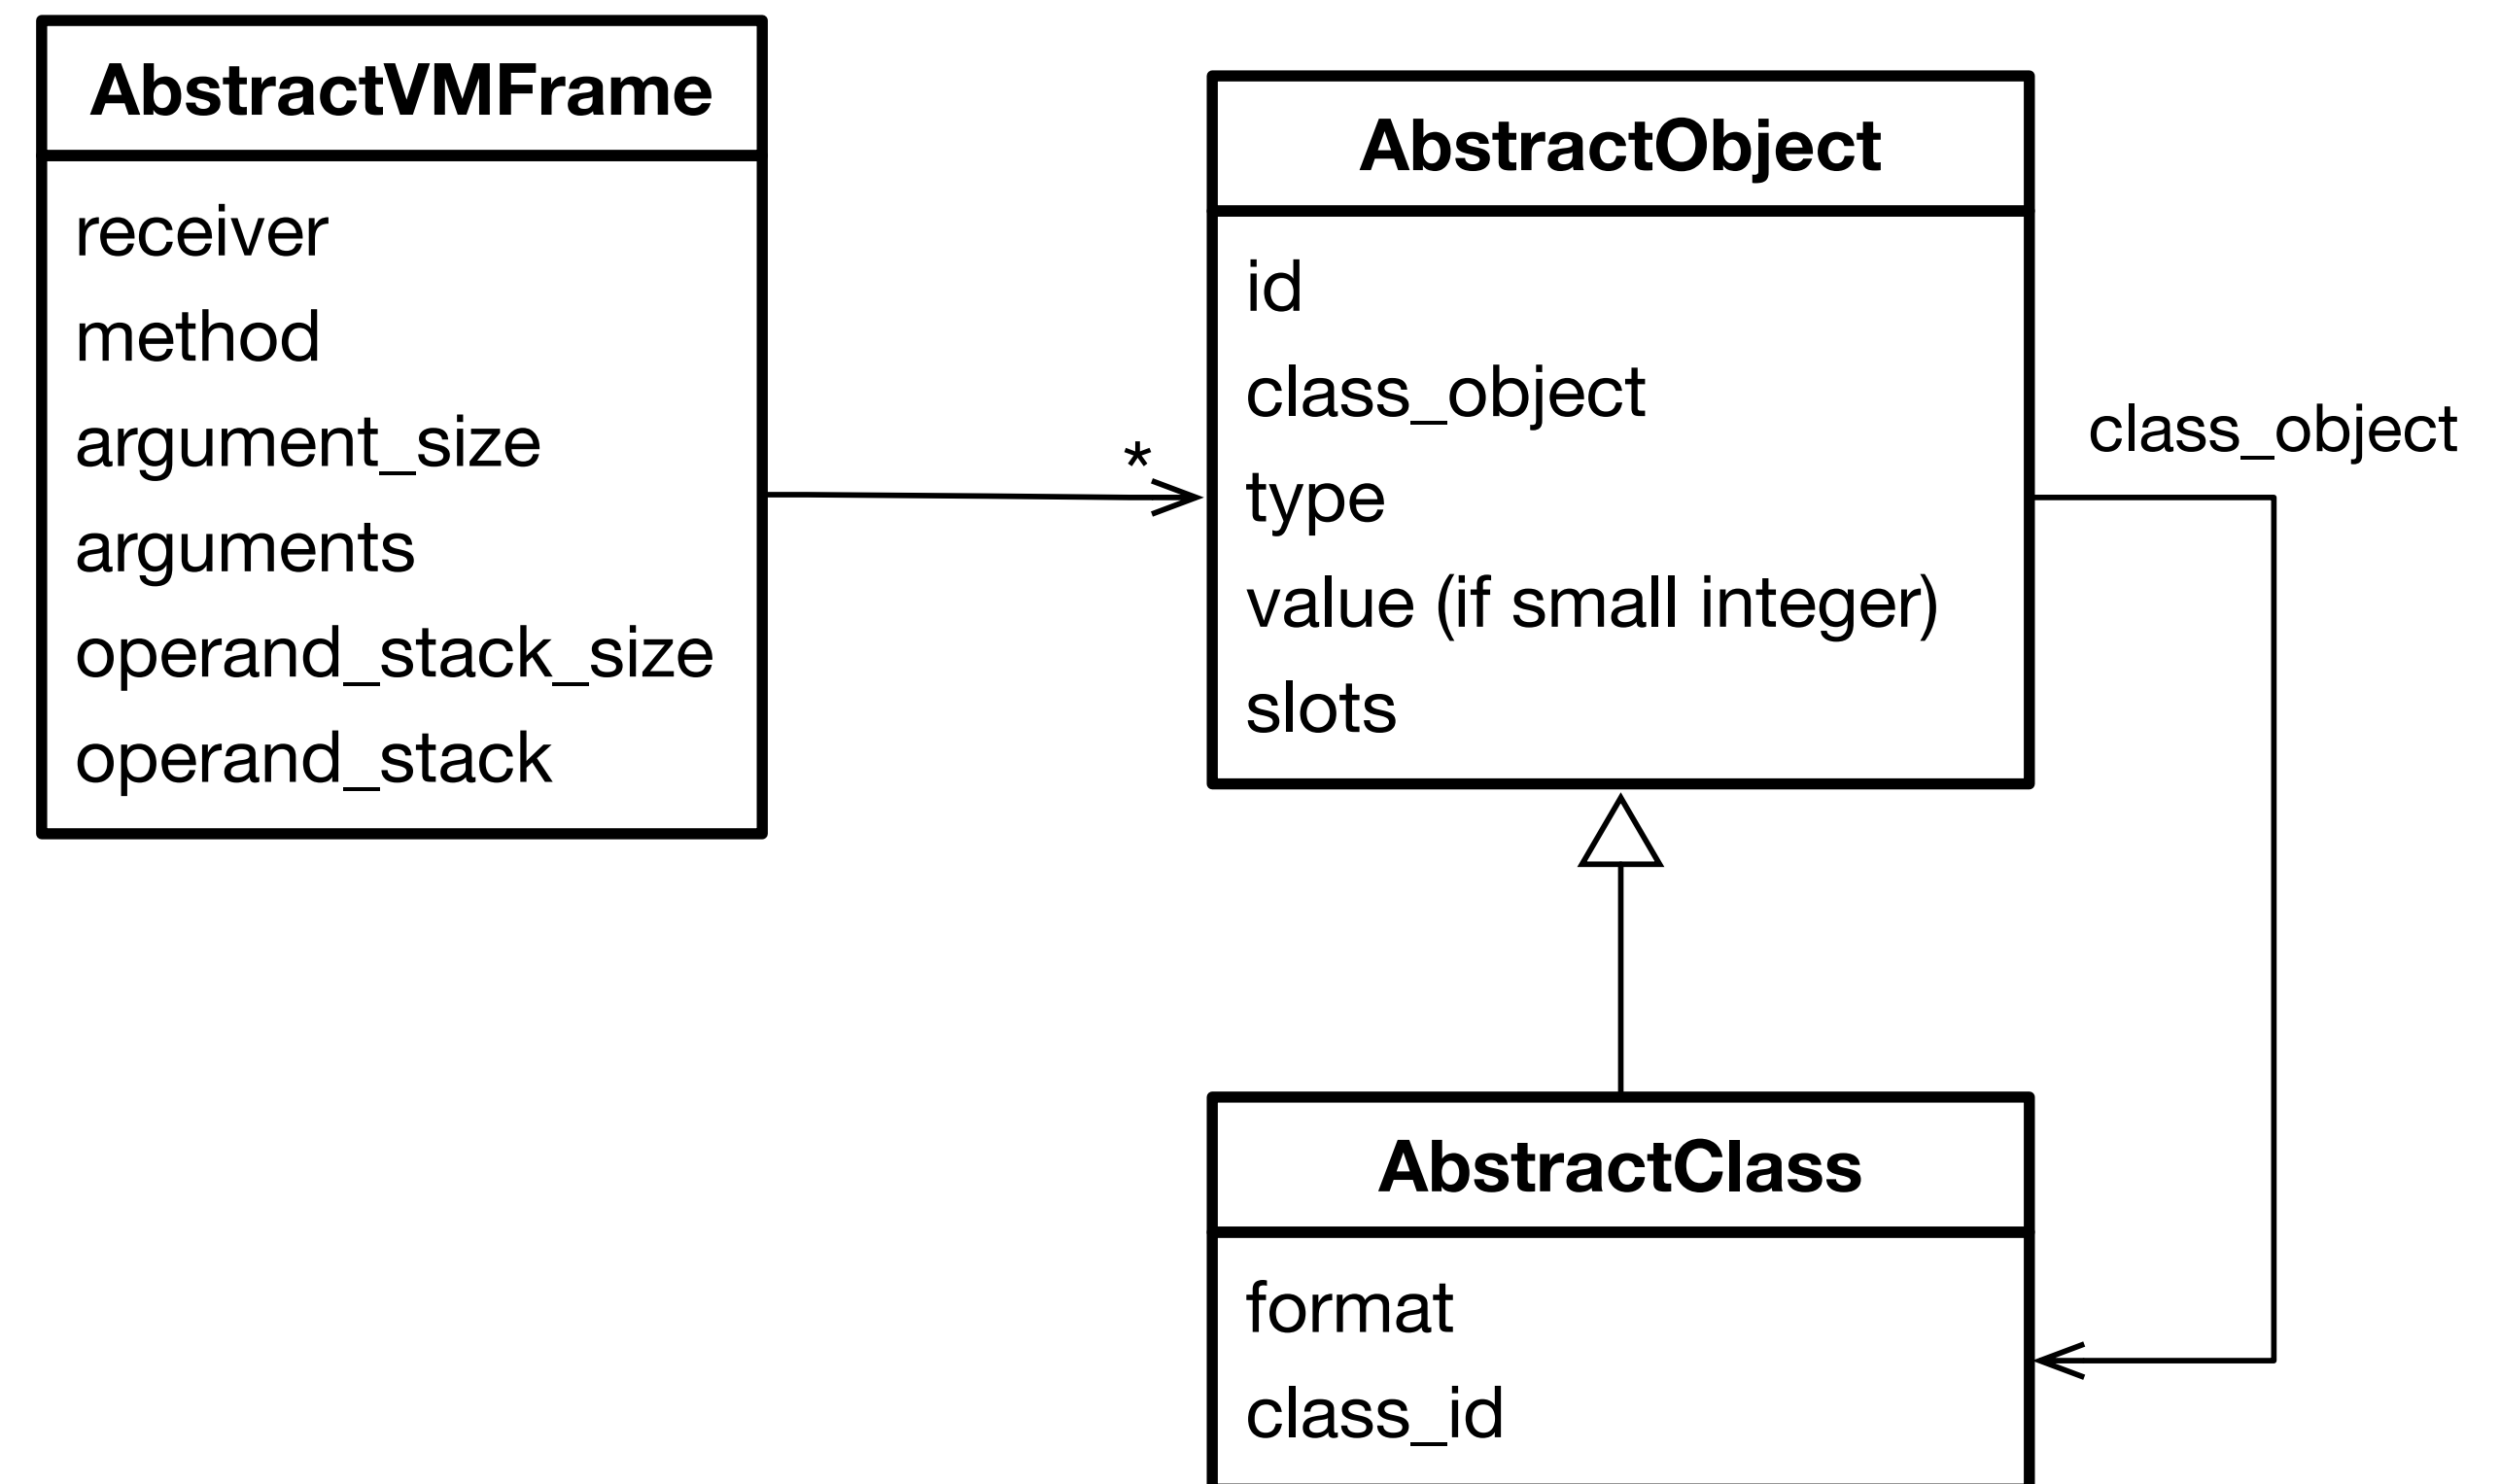 AbstractVMFrame
receiver
method
argument_size
arguments
operand_stack_size
operand_stack
*
AbstractObject
id
class_object
type
value (if small integer)
slots
class_object
AbstractClass
format
class_id